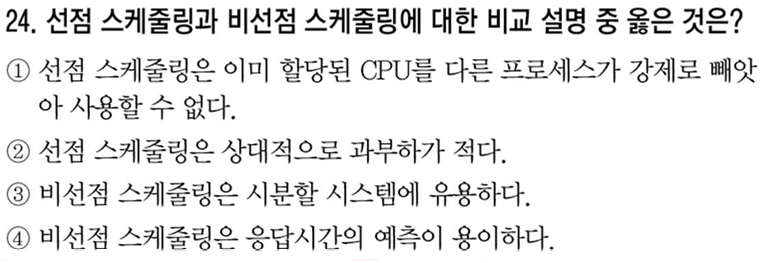 24. 선점 스케줄링과 비선점 스케줄링에 대한 비교 설명 중 옳은 것은?
① 선점 스케줄링은 이미 할당된 CPU를 다른 프로세스가 강제로 빼앗
아 사용할 수 없다.
② 선점 스케줄링은 상대적으로 과부하가 적다.
③ 비선점 스케줄링은 시분할 시스템에 유용하다.
④ 비선점 스케줄링은 응답시간의 예측이 용이하다.